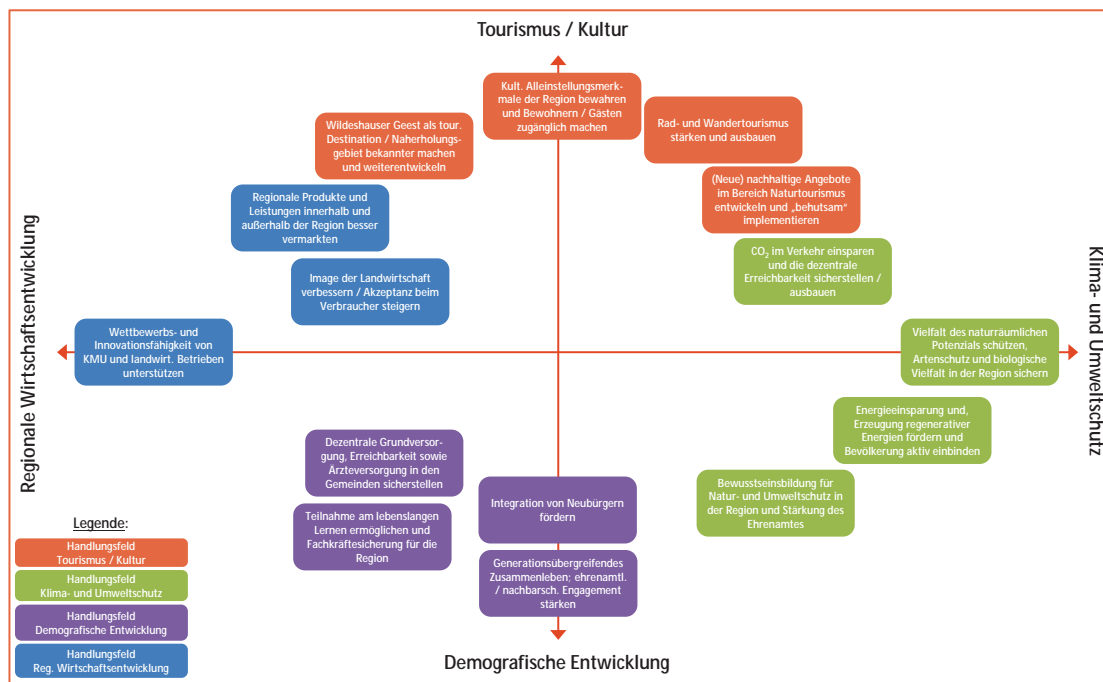 Tourismus / Kultur
Kult. Alleinstellungsmerk-
male der Region bewahren
und Bewohnern / Gästen
zugänglich machen
Rad- und Wandertourismus
stärken und ausbauen
Wildeshauser Geest als tour.
Destination / Naherholungs-
gebiet bekannter machen
und weiterentwickeln
(Neue) nachhaltige Angebote
im Bereich Naturtourismus
entwickeln und „behutsam“
implementieren
Regionale Produkte und
Leistungen innerhalb und
außerhalb der Region besser
vermarkten
CO₂ im Verkehr einsparen
und die dezentrale
Erreichbarkeit sicherstellen /
ausbauen
Image der Landwirtschaft
verbessern / Akzeptanz beim
Verbraucher steigern
Regionale Wirtschaftsentwicklung
Wettbewerbs- und
Innovationsfähigkeit von
KMU und landwirt. Betrieben
unterstützen
Vielfalt des naturräumlichen
Potenzials schützen,
Artenschutz und biologische
Vielfalt in der Region sichern
Klima- und Umweltschutz
Energieeinsparung und,
Erzeugung regenerativer
Energien fördern und
Bevölkerung aktiv einbinden
Dezentrale Grundversor-
gung, Erreichbarkeit sowie
Ärzteversorgung in den
Gemeinden sicherstellen
Bewusstseinsbildung für
Natur- und Umweltschutz in
der Region und Stärkung des
Ehrenamtes
Integration von Neubürgern
fördern
Teilnahme am lebenslangen
Lernen ermöglichen und
Fachkräftesicherung für die
Region
Generationsübergreifendes
Zusammenleben; ehrenamtl.
/ nachbarsch. Engagement
stärken
Demografische Entwicklung
Legende:
Handlungsfeld
Tourismus / Kultur
Handlungsfeld
Klima- und Umweltschutz
Handlungsfeld
Demografische Entwicklung
Handlungsfeld
Reg. Wirtschaftsentwicklung